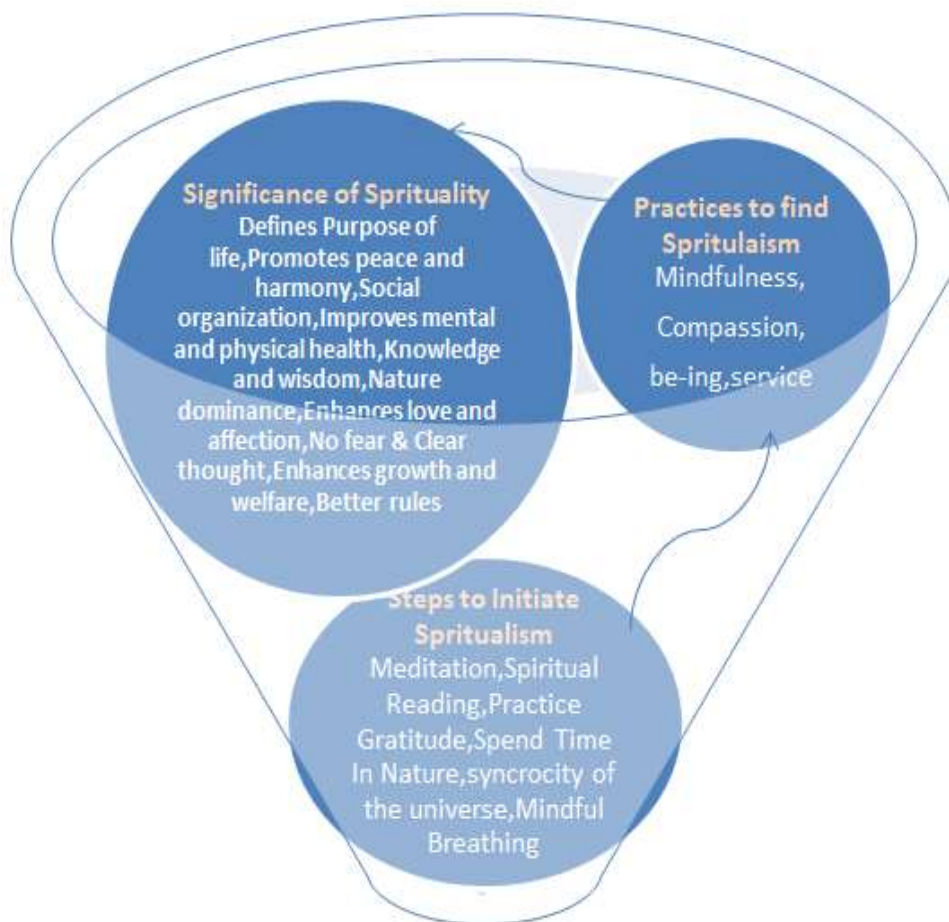 Significance of Sprituality
Defines Purpose of
life,Promotes peace and
harmony,Social
organization,Improves mental
and physical health,Knowledge
and wisdom,Nature
dominance,Enhances love and
affection,No fear & Clear
thought,Enhances growth and
welfare,Better rules
Practices to find
Spritulaism
Mindfulness,
Compassion,
be-ing,service
Steps to Initiate
Spritualism
Meditation,Spiritual
Reading,Practice
Gratitude,Spend Time
In Nature,syncrocity of
the universe,Mindful
Breathing